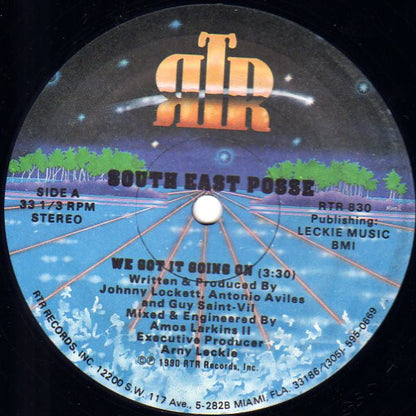 RTR
SOUTH EAST POSSE
SIDE A
33 1/3 RPM
STEREO
RTR 830
Publishing:
LECKIE MUSIC
BMI
WE GOT IT GOING ON (3:30)
Written & Produced By
Johnny Lockett, Antonio Aviles
and Guy Saint-Vil
Mixed & Engineered By
Amos Larkins II
Executive Producer
Arny Leckie
©℗ 1990 RTR Records, Inc.
RTR RECORDS, INC. 12200 S.W. 117 Ave., 5-282B MIAMI, FLA. 33186 / (305) 595-0659